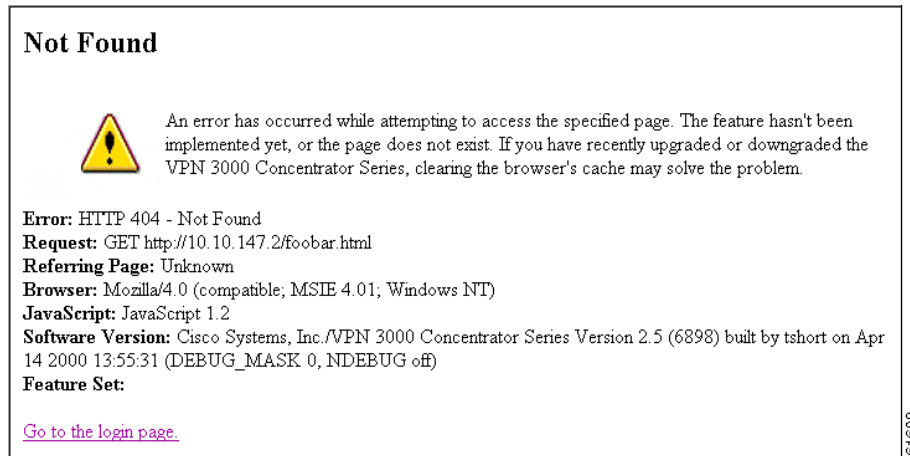 Not Found
An error has occurred while attempting to access the specified page. The feature hasn't been
implemented yet, or the page does not exist. If you have recently upgraded or downgraded the
VPN 3000 Concentrator Series, clearing the browser's cache may solve the problem.
Error: HTTP 404 - Not Found
Request: GET http://10.10.147.2/foobar.html
Referring Page: Unknown
Browser: Mozilla/4.0 (compatible; MSIE 4.01; Windows NT)
JavaScript: JavaScript 1.2
Software Version: Cisco Systems, Inc./VPN 3000 Concentrator Series Version 2.5 (6898) built by tshort on Apr
14 2000 13:55:31 (DEBUG_MASK 0, NDEBUG off)
Feature Set:
Go to the login page.